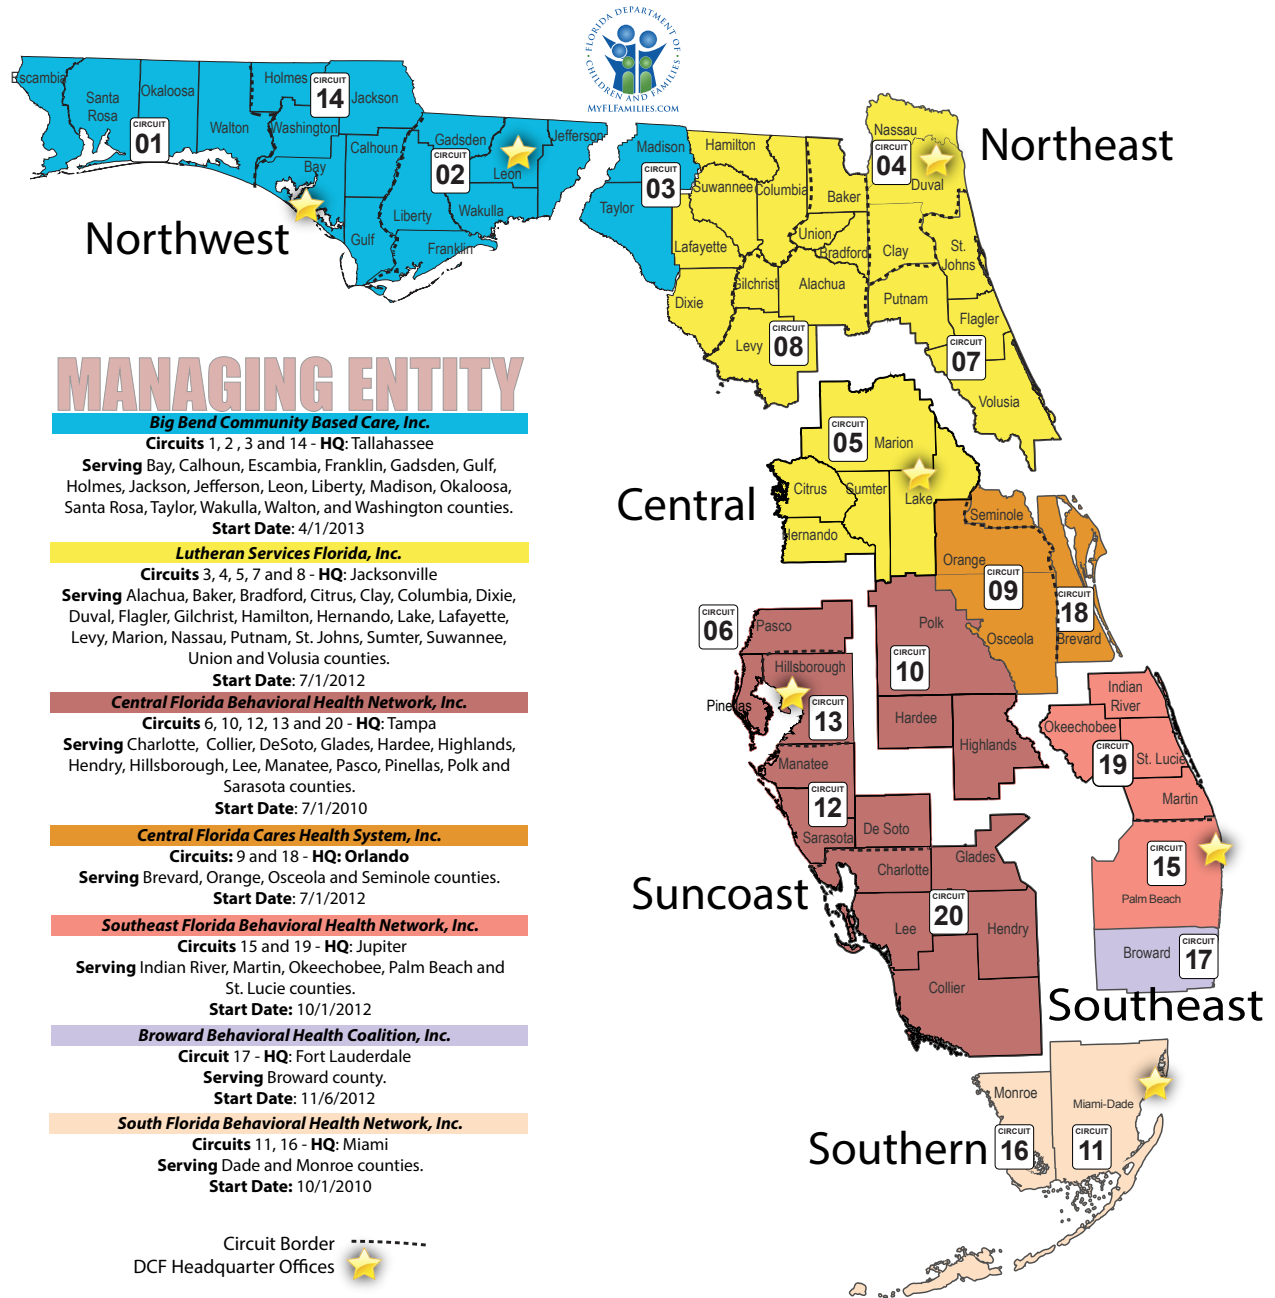 FLORIDA DEPARTMENT OF
CHILDREN AND FAMILIES
MYFLFAMILIES.COM
Escambia
Santa
Rosa
Okaloosa
Walton
CIRCUIT
01
Holmes
CIRCUIT
14
Jackson
Washington
Bay
Calhoun
Gulf
Gadsden
CIRCUIT
02
Leon
Jefferson
Liberty
Wakulla
Franklin
Northwest
Madison
CIRCUIT
03
Taylor
Hamilton
Suwannee
Columbia
Lafayette
Dixie
Gilchrist
Levy
Union
Bradford
Alachua
Baker
CIRCUIT
08
Nassau
CIRCUIT
04
Duval
Clay
St.
Johns
Putnam
Flagler
CIRCUIT
07
Volusia
Northeast
CIRCUIT
05
Marion
Citrus
Sumter
Lake
Hernando
Central
Seminole
Orange
CIRCUIT
09
Osceola
CIRCUIT
18
Brevard
CIRCUIT
06
Pasco
Pinellas
Hillsborough
CIRCUIT
13
Polk
CIRCUIT
10
Hardee
Highlands
Manatee
CIRCUIT
12
Sarasota
De Soto
Charlotte
Glades
Lee
CIRCUIT
20
Hendry
Collier
Suncoast
Indian
River
Okeechobee
CIRCUIT
19
St. Lucie
Martin
CIRCUIT
15
Palm Beach
Broward
CIRCUIT
17
Southeast
Monroe
CIRCUIT
16
Miami-Dade
CIRCUIT
11
Southern
MANAGING ENTITY
Big Bend Community Based Care, Inc.
Circuits 1, 2 , 3 and 14 - HQ: Tallahassee
Serving Bay, Calhoun, Escambia, Franklin, Gadsden, Gulf,
Holmes, Jackson, Jefferson, Leon, Liberty, Madison, Okaloosa,
Santa Rosa, Taylor, Wakulla, Walton, and Washington counties.
Start Date: 4/1/2013
Lutheran Services Florida, Inc.
Circuits 3, 4, 5, 7 and 8 - HQ: Jacksonville
Serving Alachua, Baker, Bradford, Citrus, Clay, Columbia, Dixie,
Duval, Flagler, Gilchrist, Hamilton, Hernando, Lake, Lafayette,
Levy, Marion, Nassau, Putnam, St. Johns, Sumter, Suwannee,
Union and Volusia counties.
Start Date: 7/1/2012
Central Florida Behavioral Health Network, Inc.
Circuits 6, 10, 12, 13 and 20 - HQ: Tampa
Serving Charlotte, Collier, DeSoto, Glades, Hardee, Highlands,
Hendry, Hillsborough, Lee, Manatee, Pasco, Pinellas, Polk and
Sarasota counties.
Start Date: 7/1/2010
Central Florida Cares Health System, Inc.
Circuits: 9 and 18 - HQ: Orlando
Serving Brevard, Orange, Osceola and Seminole counties.
Start Date: 7/1/2012
Southeast Florida Behavioral Health Network, Inc.
Circuits 15 and 19 - HQ: Jupiter
Serving Indian River, Martin, Okeechobee, Palm Beach and
St. Lucie counties.
Start Date: 10/1/2012
Broward Behavioral Health Coalition, Inc.
Circuit 17 - HQ: Fort Lauderdale
Serving Broward county.
Start Date: 11/6/2012
South Florida Behavioral Health Network, Inc.
Circuits 11, 16 - HQ: Miami
Serving Dade and Monroe counties.
Start Date: 10/1/2010
Circuit Border
DCF Headquarter Offices